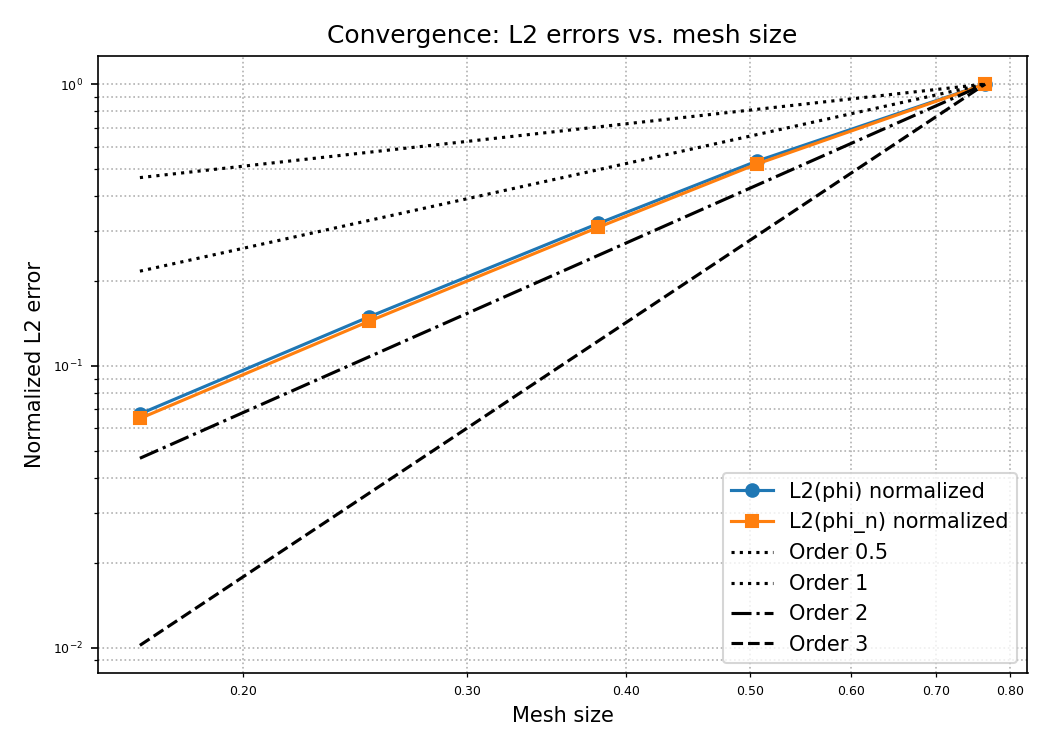 Convergence: L2 errors vs. mesh size
Normalized L2 error
10⁰
10⁻¹
10⁻²
L2(phi) normalized
L2(phi_n) normalized
Order 0.5
Order 1
Order 2
Order 3
0.20 0.30 0.40 0.50 0.60 0.70 0.80
Mesh size